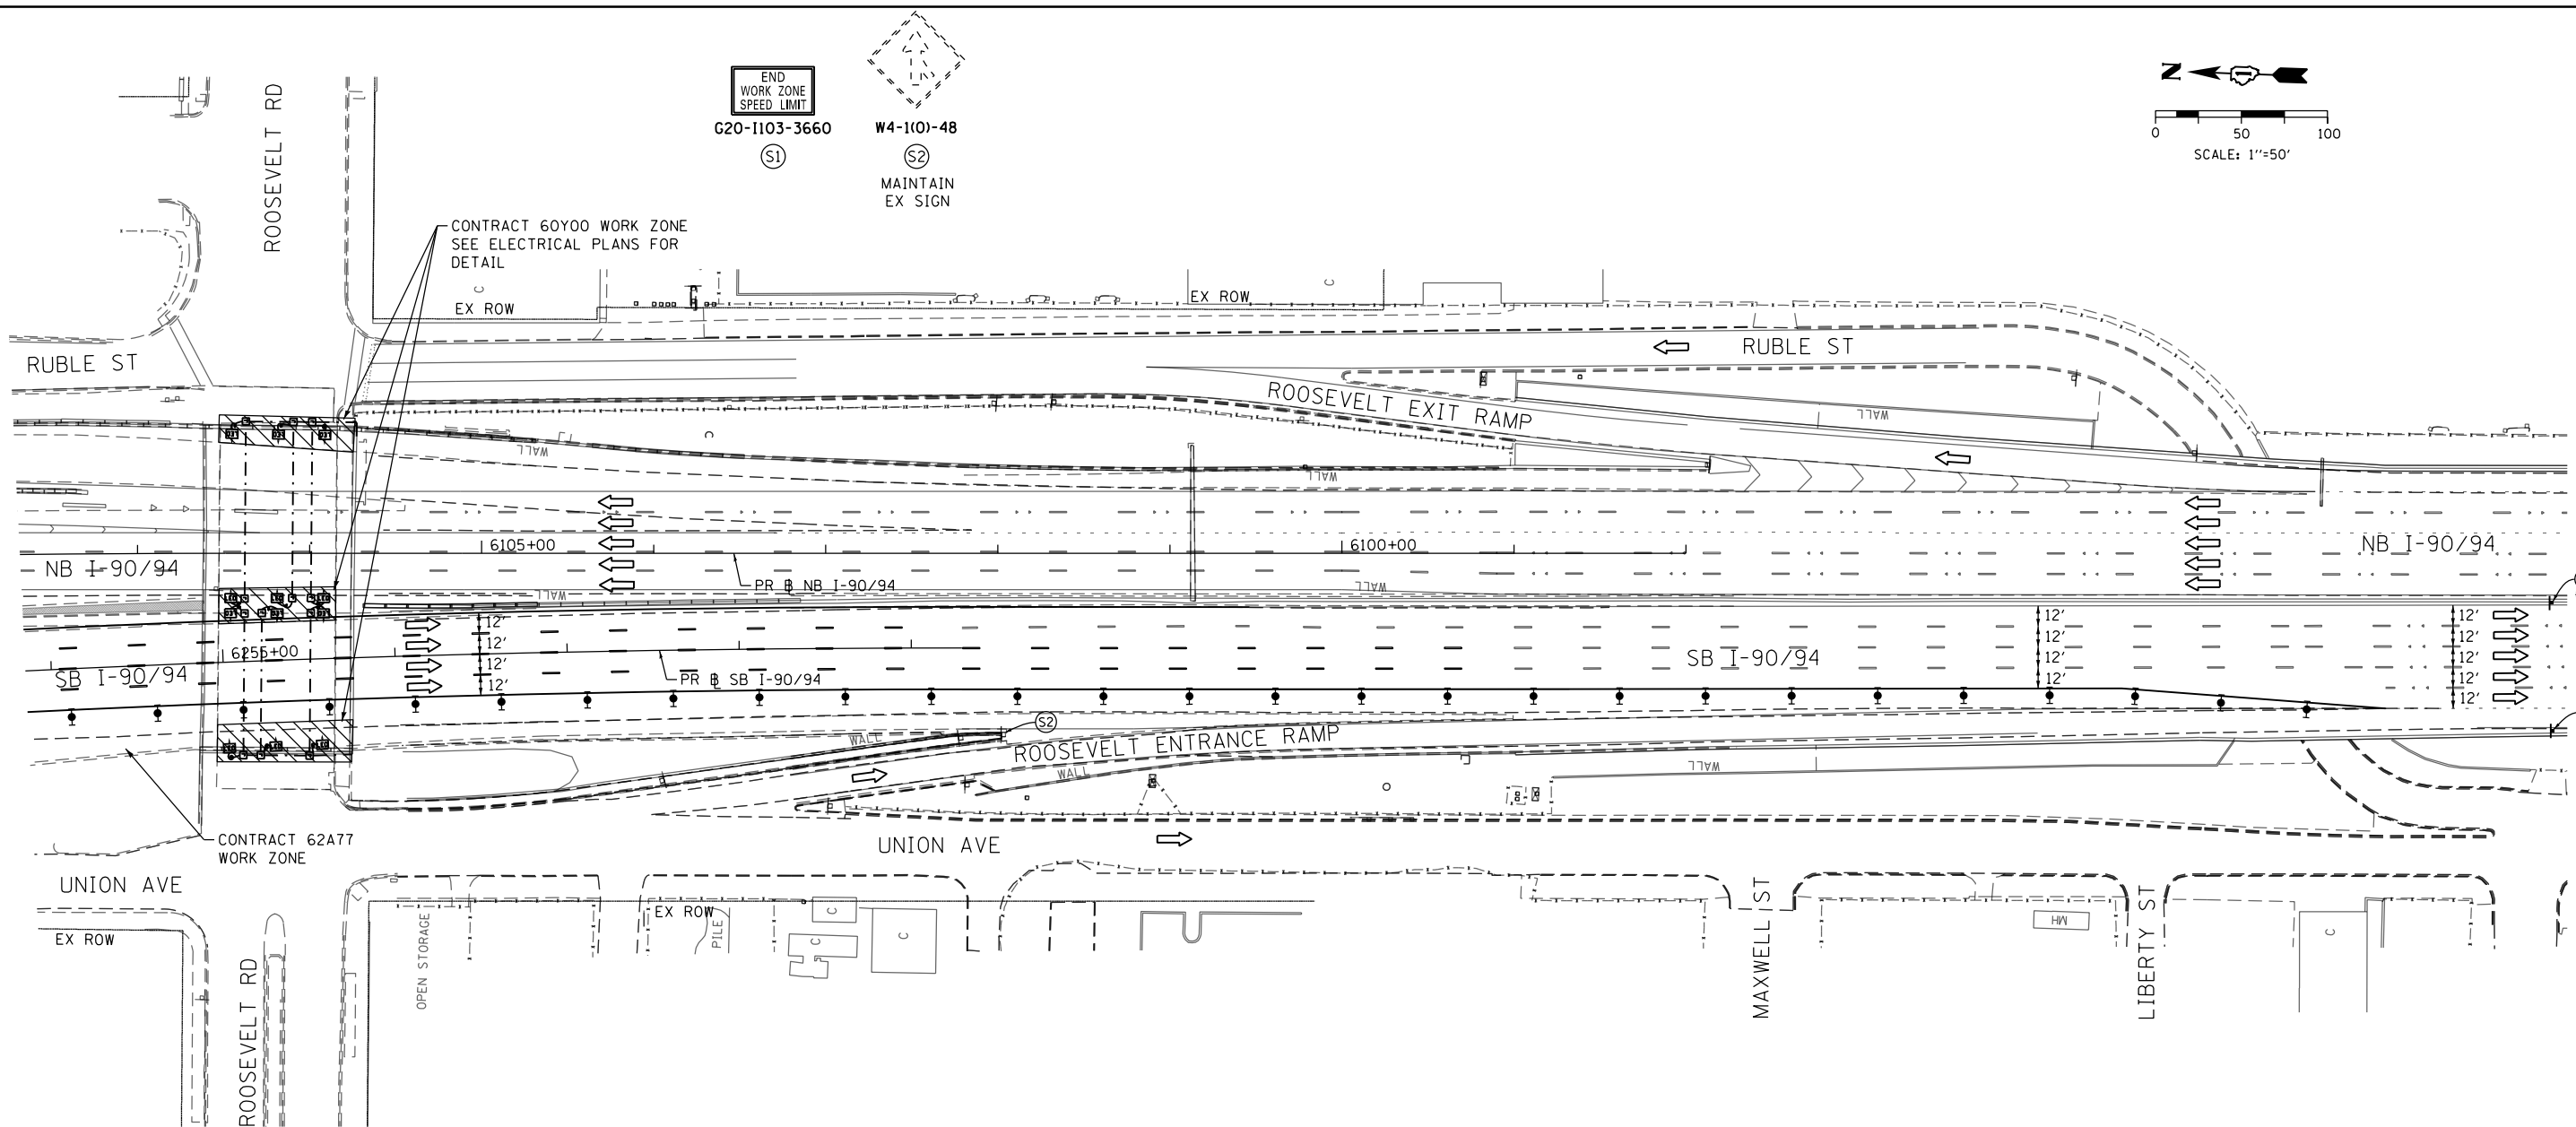 END
WORK ZONE
SPEED LIMIT
G20-I103-3660
S1
W4-1(O)-48
S2
MAINTAIN
EX SIGN
N
0 50 100
SCALE: 1"=50'
ROOSEVELT RD
CONTRACT 60Y00 WORK ZONE
SEE ELECTRICAL PLANS FOR
DETAIL
C
EX ROW
EX ROW
C
RUBLE ST
RUBLE ST
ROOSEVELT EXIT RAMP
WALL
WALL
WALL
6105+00
6100+00
NB I-90/94
NB I-90/94
PR B NB I-90/94
WALL
WALL
12'
12'
12'
12'
12'
12'
12'
12'
12'
12'
12'
12'
12'
6255+00
SB I-90/94
SB I-90/94
PR B SB I-90/94
S2
WALL
ROOSEVELT ENTRANCE RAMP
WALL
WALL
CONTRACT 62A77
WORK ZONE
UNION AVE
UNION AVE
EX ROW
EX ROW
OPEN STORAGE
PILE
C
C
C
MAXWELL ST
LIBERTY ST
MH
C
ROOSEVELT RD